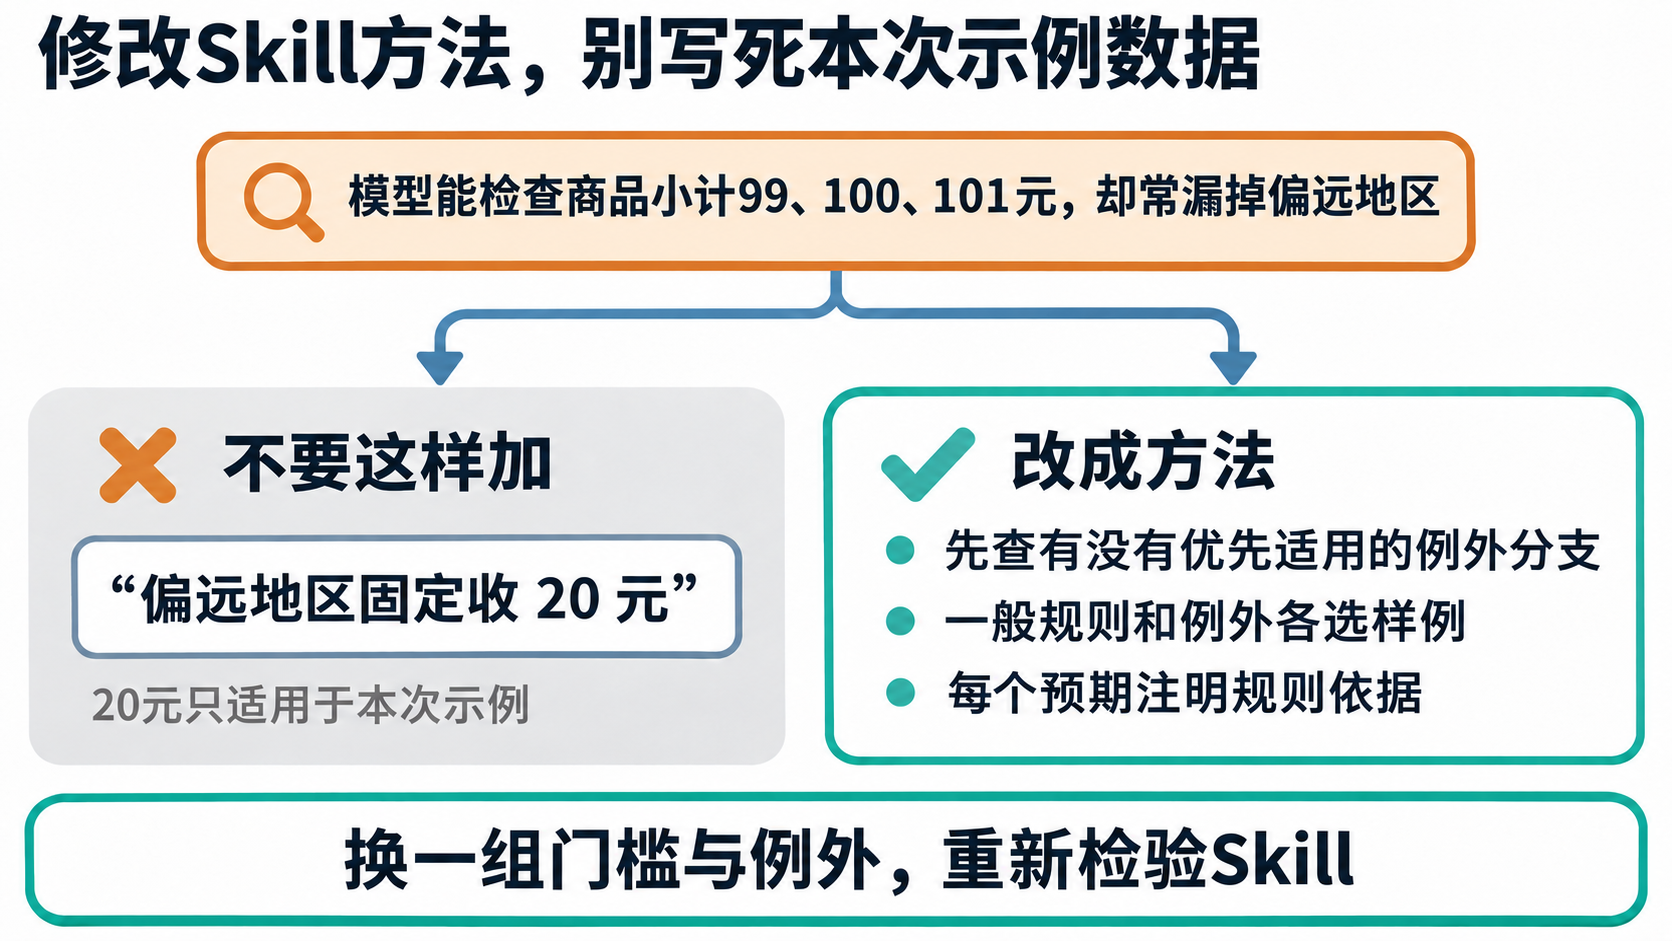 修改Skill方法，别写死本次示例数据
模型能检查商品小计99、100、101元，却常漏掉偏远地区
不要这样加
“偏远地区固定收 20 元”
20元只适用于本次示例
改成方法
先查有没有优先适用的例外分支
一般规则和例外各选样例
每个预期注明规则依据
换一组门槛与例外，重新检验Skill